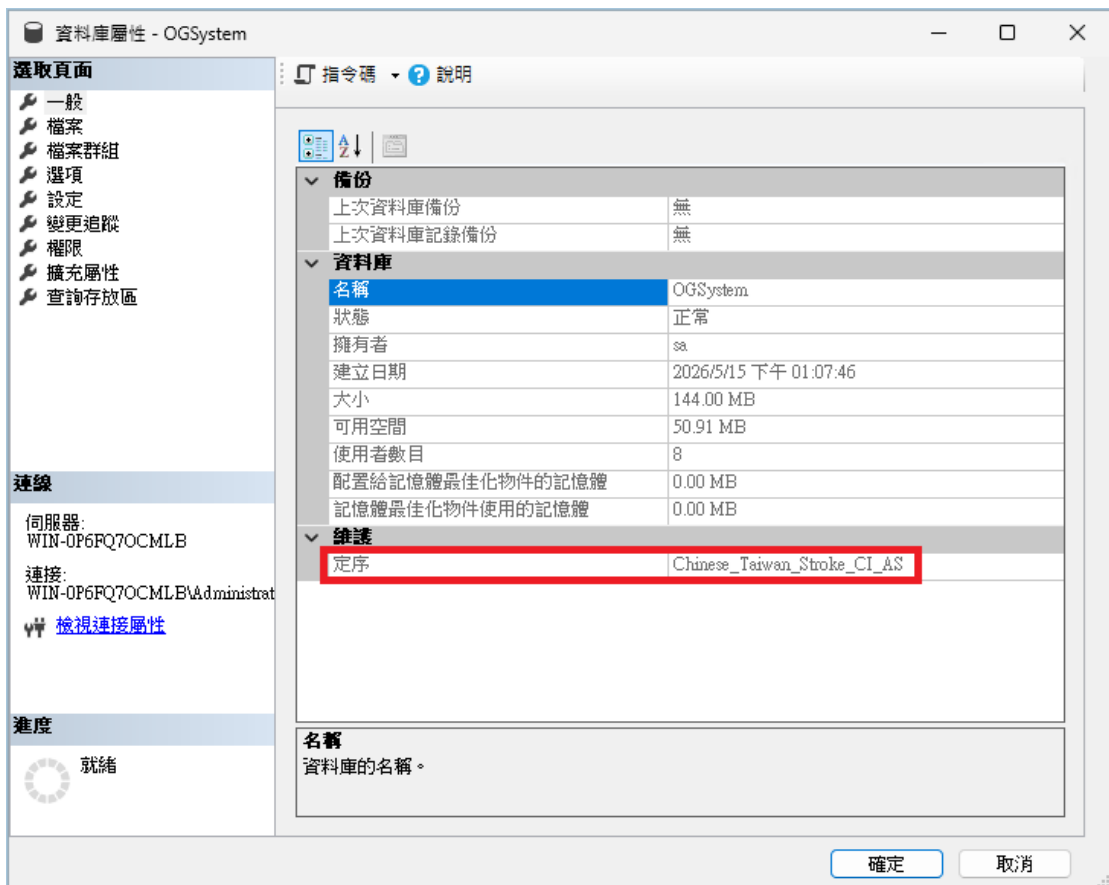 資料庫屬性 - OGSystem
選取頁面
一般
檔案
檔案群組
選項
設定
變更追蹤
權限
擴充屬性
查詢存放區
連線
伺服器:
WIN-0P6FQ7OCMLB
連接:
WIN-0P6FQ7OCMLB\Administrat
檢視連接屬性
進度
就緒
指令碼 說明
備份
上次資料庫備份 無
上次資料庫記錄備份 無
資料庫
名稱 OGSystem
狀態 正常
擁有者 sa
建立日期 2026/5/15 下午 01:07:46
大小 144.00 MB
可用空間 50.91 MB
使用者數目 8
配置給記憶體最佳化物件的記憶體 0.00 MB
記憶體最佳化物件使用的記憶體 0.00 MB
維護
定序 Chinese_Taiwan_Stroke_CI_AS
名稱
資料庫的名稱。
確定 取消